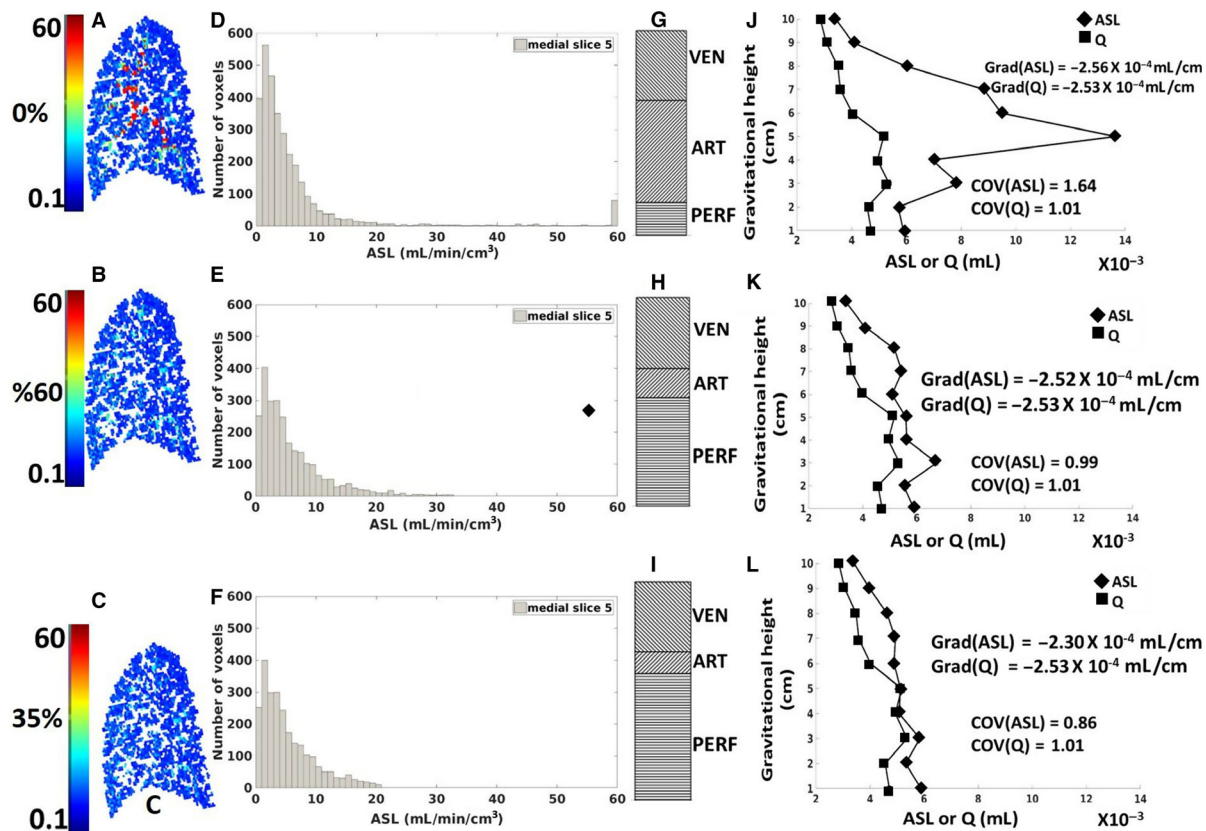 A
60
0%
0.1
D
Number of voxels
600
500
400
300
200
100
0
medial slice 5
0 10 20 30 40 50 60
ASL (mL/min/cm³)
G
VEN
ART
PERF
J
Gravitational height
(cm)
10
9
8
7
6
5
4
3
2
1
ASL
Q
Grad(ASL) = −2.56 X 10⁻⁴ mL/cm
Grad(Q) = −2.53 X 10⁻⁴ mL/cm
COV(ASL) = 1.64
COV(Q) = 1.01
2 4 6 8 10 12 14
ASL or Q (mL)
X10⁻³
B
60
%60
0.1
E
Number of voxels
600
500
400
300
200
100
0
medial slice 5
0 10 20 30 40 50 60
ASL (mL/min/cm³)
H
VEN
ART
PERF
K
Gravitational height
(cm)
10
9
8
7
6
5
4
3
2
1
ASL
Q
Grad(ASL) = −2.52 X 10⁻⁴ mL/cm
Grad(Q) = −2.53 X 10⁻⁴ mL/cm
COV(ASL) = 0.99
COV(Q) = 1.01
2 4 6 8 10 12 14
ASL or Q (mL)
X10⁻³
C
60
35%
0.1
C
F
Number of voxels
600
500
400
300
200
100
0
medial slice 5
0 10 20 30 40 50 60
ASL (mL/min/cm³)
I
VEN
ART
PERF
L
Gravitational height
(cm)
10
9
8
7
6
5
4
3
2
1
ASL
Q
Grad(ASL) = −2.30 X 10⁻⁴ mL/cm
Grad(Q) = −2.53 X 10⁻⁴ mL/cm
COV(ASL) = 0.86
COV(Q) = 1.01
2 4 6 8 10 12 14
ASL or Q (mL)
X10⁻³